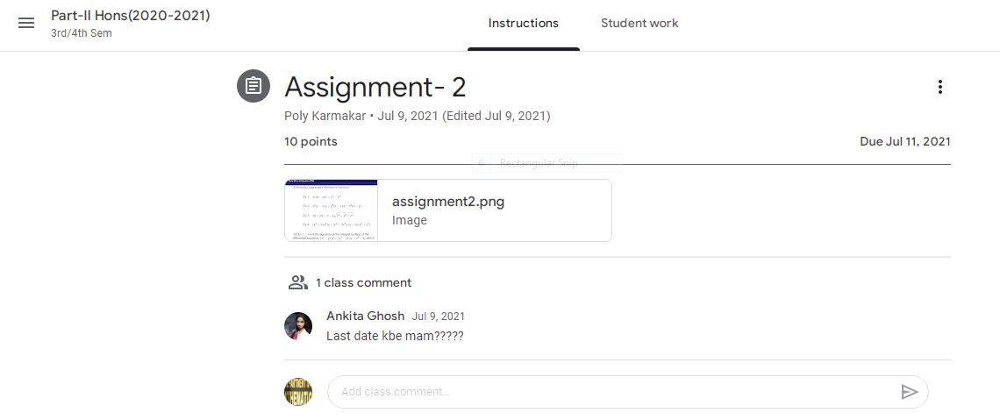 Part-II Hons(2020-2021)
3rd/4th Sem
Instructions
Student work
Assignment- 2
Poly Karmakar • Jul 9, 2021 (Edited Jul 9, 2021)
10 points
Due Jul 11, 2021
Rectangular Snip
assignment2.png
Image
1 class comment
Ankita Ghosh Jul 9, 2021
Last date kbe mam?????
Add class comment...